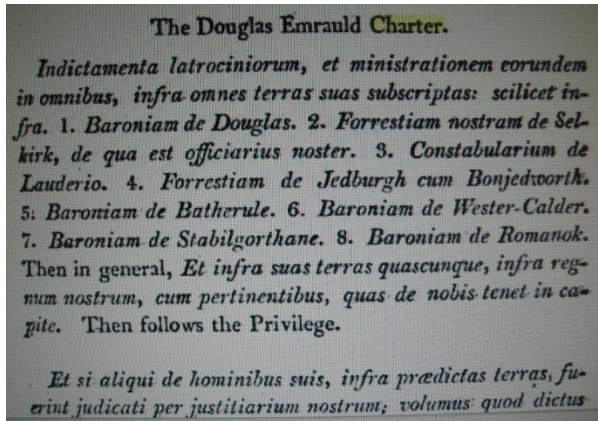 The Douglas Emrauld Charter.
Indictamenta latrociniorum, et ministrationem eorundem
in omnibus, infra omnes terras suas subscriptas: scilicet in-
fra. 1. Baroniam de Douglas. 2. Forrestiam nostram de Sel-
kirk, de qua est officiarius noster. 3. Constabularium de
Lauderio. 4. Forrestiam de Jedburgh cum Bonjedworth.
5: Baroniam de Batherule. 6. Baroniam de Wester-Calder.
7. Baroniam de Stabilgorthane. 8. Baroniam de Romanok.
Then in general, Et infra suas terras quascunque, infra reg-
num nostrum, cum pertinentibus, quas de nobis tenet in ca-
pite. Then follows the Privilege.
Et si aliqui de hominibus suis, infra prædictas terras, fu-
erint judicati per justitiarium nostrum; volumus quod dictus